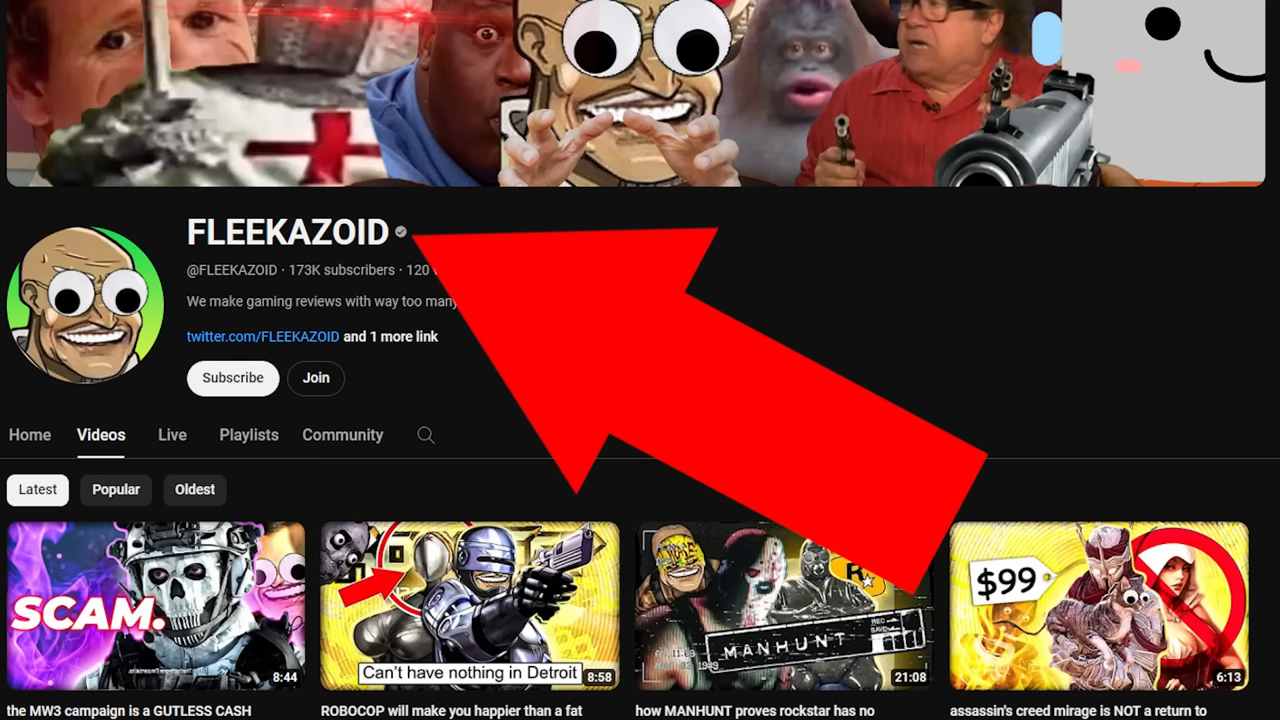 FLEEKAZOID
@FLEEKAZOID · 173K subscribers · 120
We make gaming reviews with way too many
twitter.com/FLEEKAZOID and 1 more link
Subscribe
Join
Home
Videos
Live
Playlists
Community
Latest
Popular
Oldest
SCAM.
8:44
Can't have nothing in Detroit
8:58
R
MANHUNT
REC
21:08
$99
6:13
the MW3 campaign is a GUTLESS CASH
ROBOCOP will make you happier than a fat
how MANHUNT proves rockstar has no
assassin's creed mirage is NOT a return to